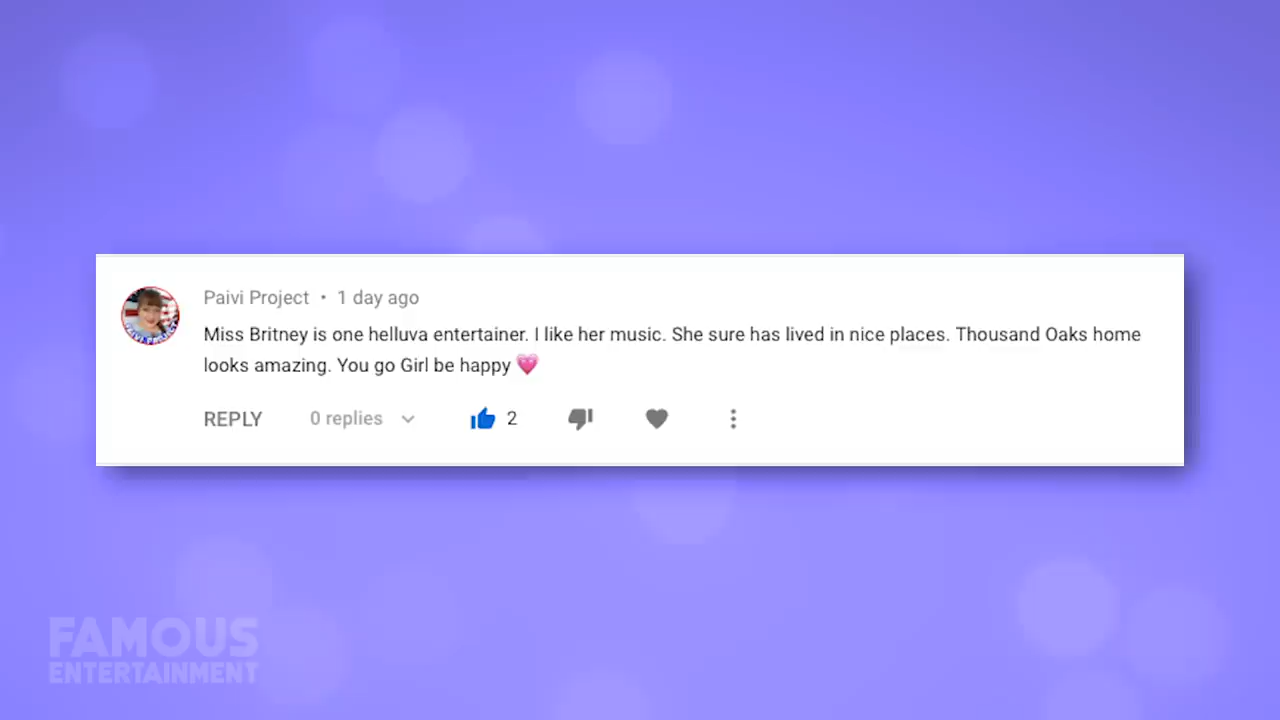 Paivi Project • 1 day ago
Miss Britney is one helluva entertainer. I like her music. She sure has lived in nice places. Thousand Oaks home
looks amazing. You go Girl be happy 💗
REPLY 0 replies 2
FAMOUS
ENTERTAINMENT